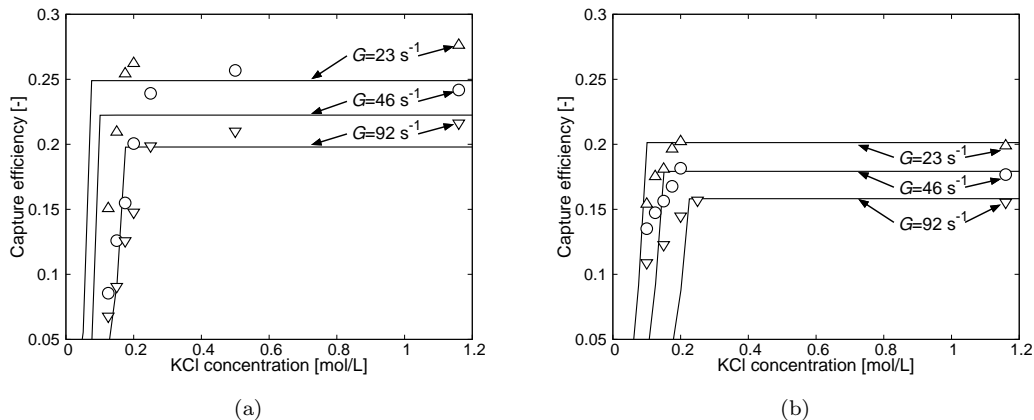 0.3
0.25
0.2
0.15
0.1
0.05
0 0.2 0.4 0.6 0.8 1 1.2
Capture efficiency [-]
KCl concentration [mol/L]
G=23 s-1
G=46 s-1
G=92 s-1
(a)
0.3
0.25
0.2
0.15
0.1
0.05
0 0.2 0.4 0.6 0.8 1 1.2
Capture efficiency [-]
KCl concentration [mol/L]
G=23 s-1
G=46 s-1
G=92 s-1
(b)